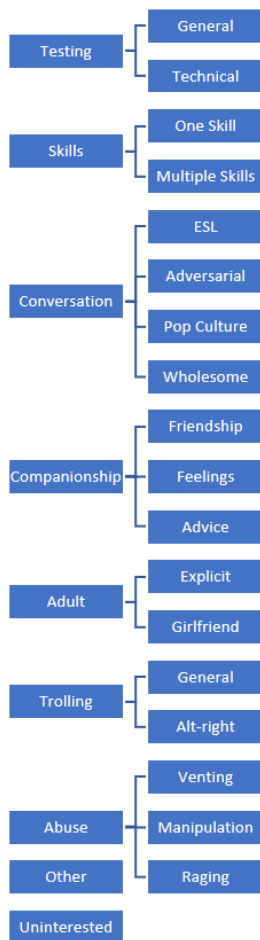 Testing
General
Technical
Skills
One Skill
Multiple Skills
Conversation
ESL
Adversarial
Pop Culture
Wholesome
Companionship
Friendship
Feelings
Advice
Adult
Explicit
Girlfriend
Trolling
General
Alt-right
Abuse
Venting
Manipulation
Raging
Other
Uninterested